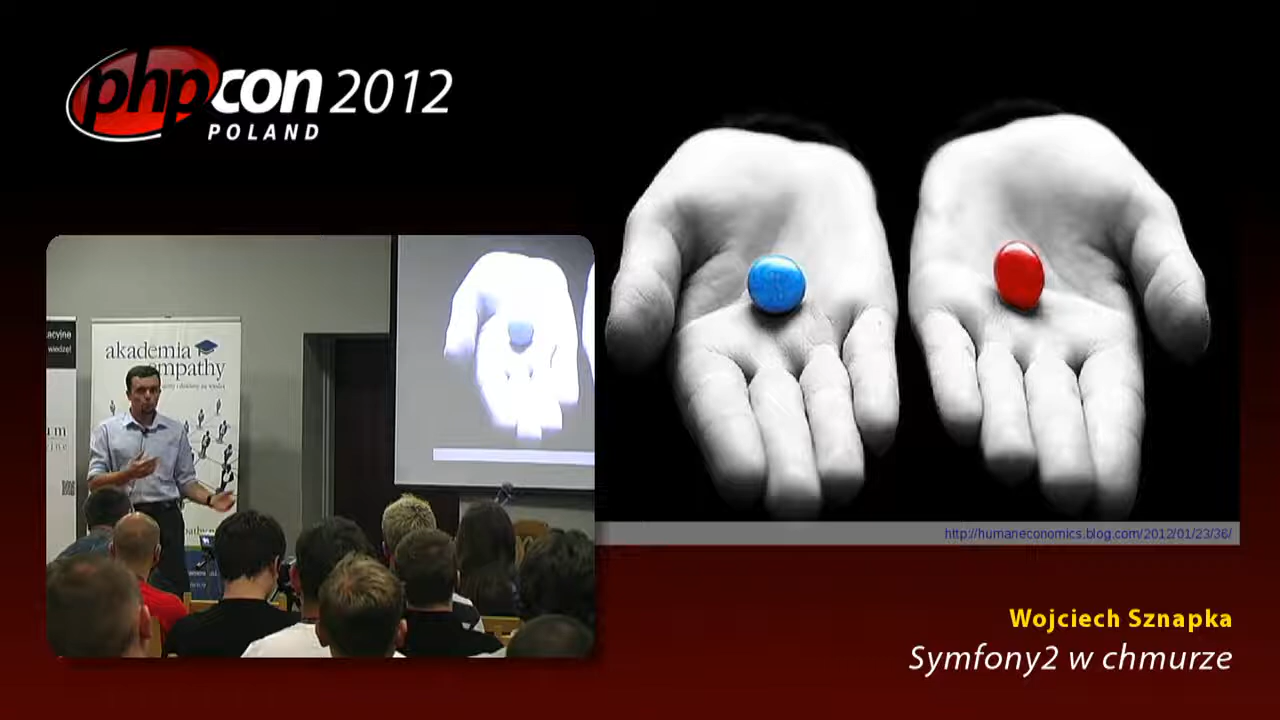 phpcon 2012
POLAND
akademia
empathy
http://humaneconomics.blog.com/2012/01/23/36/
Wojciech Sznapka
Symfony2 w chmurze